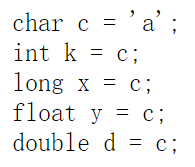 char c = 'a';
int k = c;
long x = c;
float y = c;
double d = c;